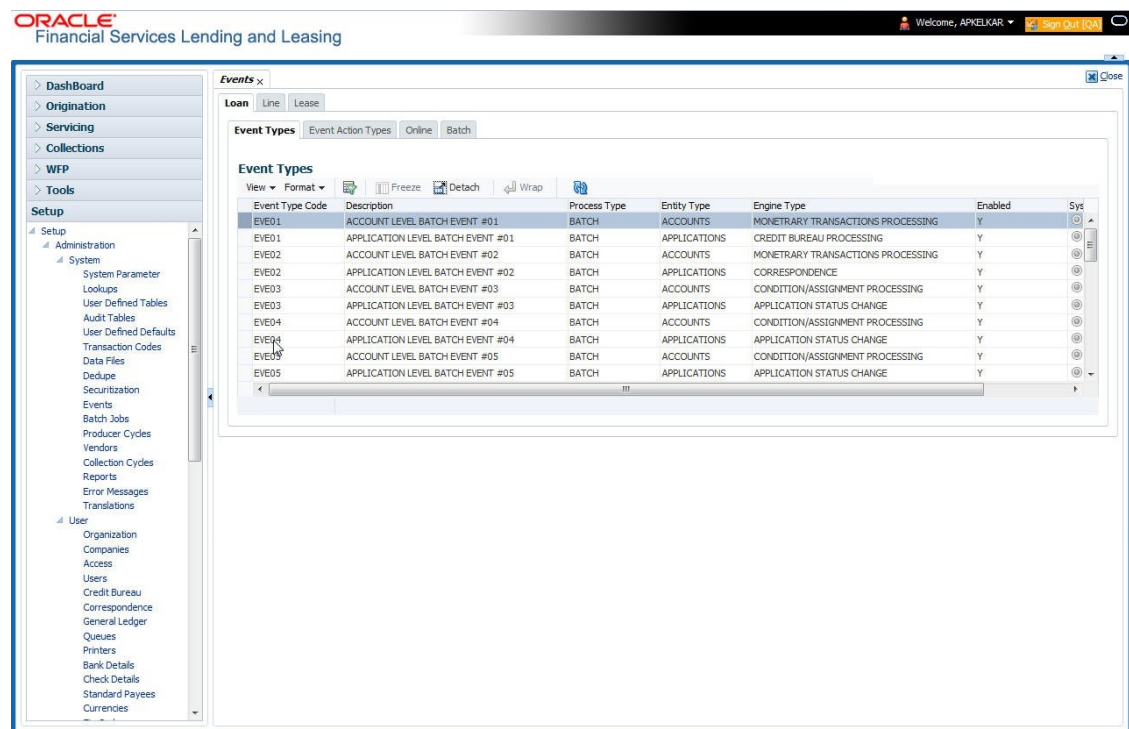 ORACLE
Financial Services Lending and Leasing
Welcome, APKELKAR
Sign Out [QA]
DashBoard
Origination
Servicing
Collections
WFP
Tools
Setup
Setup
Administration
System
System Parameter
Lookups
User Defined Tables
Audit Tables
User Defined Defaults
Transaction Codes
Data Files
Dedupe
Securitization
Events
Batch Jobs
Producer Cycles
Vendors
Collection Cycles
Reports
Error Messages
Translations
User
Organization
Companies
Access
Users
Credit Bureau
Correspondence
General Ledger
Queues
Printers
Bank Details
Check Details
Standard Payees
Currencies
Events
Close
Loan Line Lease
Event Types Event Action Types Online Batch
Event Types
View Format Freeze Detach Wrap
Event Type Code Description Process Type Entity Type Engine Type Enabled Sys
EVE01 ACCOUNT LEVEL BATCH EVENT #01 BATCH ACCOUNTS MONETRARY TRANSACTIONS PROCESSING Y
EVE01 APPLICATION LEVEL BATCH EVENT #01 BATCH APPLICATIONS CREDIT BUREAU PROCESSING Y
EVE02 ACCOUNT LEVEL BATCH EVENT #02 BATCH ACCOUNTS MONETRARY TRANSACTIONS PROCESSING Y
EVE02 APPLICATION LEVEL BATCH EVENT #02 BATCH APPLICATIONS CORRESPONDENCE Y
EVE03 ACCOUNT LEVEL BATCH EVENT #03 BATCH ACCOUNTS CONDITION/ASSIGNMENT PROCESSING Y
EVE03 APPLICATION LEVEL BATCH EVENT #03 BATCH APPLICATIONS APPLICATION STATUS CHANGE Y
EVE04 ACCOUNT LEVEL BATCH EVENT #04 BATCH ACCOUNTS CONDITION/ASSIGNMENT PROCESSING Y
EVE04 APPLICATION LEVEL BATCH EVENT #04 BATCH APPLICATIONS APPLICATION STATUS CHANGE Y
EVE05 ACCOUNT LEVEL BATCH EVENT #05 BATCH ACCOUNTS CONDITION/ASSIGNMENT PROCESSING Y
EVE05 APPLICATION LEVEL BATCH EVENT #05 BATCH APPLICATIONS APPLICATION STATUS CHANGE Y